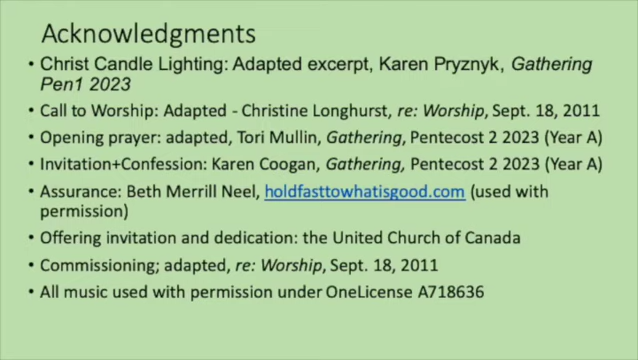 Acknowledgments
• Christ Candle Lighting: Adapted excerpt, Karen Pryznyk, Gathering
Pen1 2023
• Call to Worship: Adapted - Christine Longhurst, re: Worship, Sept. 18, 2011
• Opening prayer: adapted, Tori Mullin, Gathering, Pentecost 2 2023 (Year A)
• Invitation+Confession: Karen Coogan, Gathering, Pentecost 2 2023 (Year A)
• Assurance: Beth Merrill Neel, holdfasttowhatisgood.com (used with
permission)
• Offering invitation and dedication: the United Church of Canada
• Commissioning; adapted, re: Worship, Sept. 18, 2011
• All music used with permission under OneLicense A718636